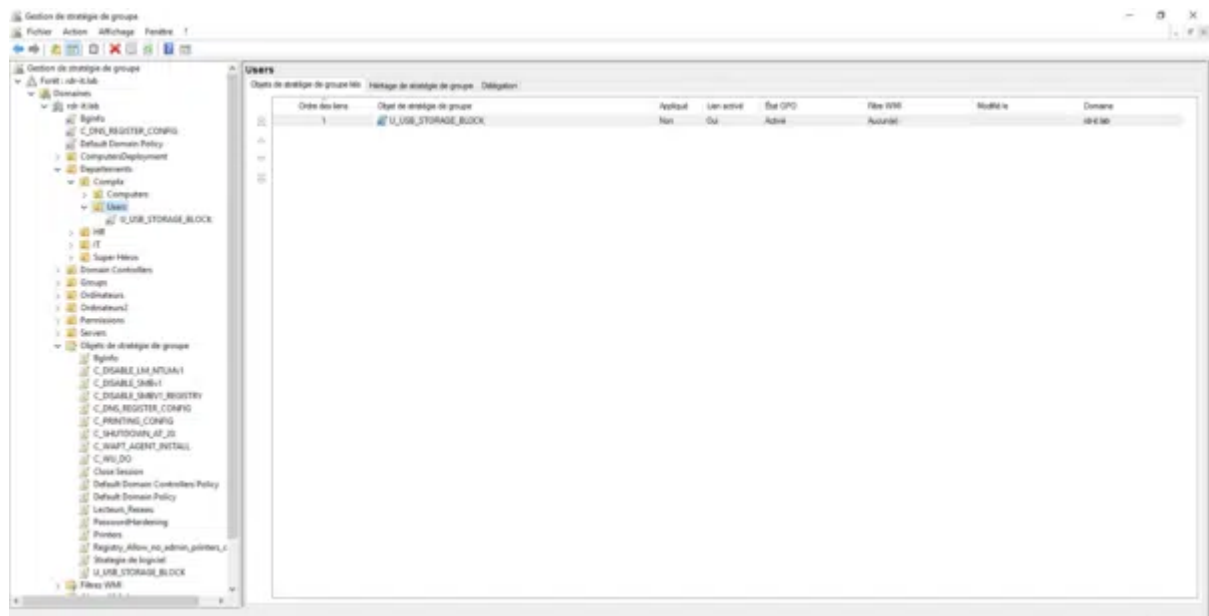 Gestion de stratégie de groupe
Fichier Action Affichage Fenêtre ?
Gestion de stratégie de groupe
Forêt : rdr-it.lab
Domaines
rdr-it.lab
BgInfo
C_DNS_REGISTER_CONFIG
Default Domain Policy
ComputersDeployment
Departements
Compta
Computers
Users
U_USB_STORAGE_BLOCK
HR
IT
Super Héros
Domain Controllers
Groups
Ordinateurs
Ordinateurs2
Permissions
Servers
Objets de stratégie de groupe
BgInfo
C_DISABLE_LM_NTLMv1
C_DISABLE_SMBv1
C_DISABLE_SMBV1_REGISTRY
C_DNS_REGISTER_CONFIG
C_PRINTING_CONFIG
C_SHUTDOWN_AT_20
C_WAPT_AGENT_INSTALL
C_WU_DO
Close Session
Default Domain Controllers Policy
Default Domain Policy
Lecteurs_Reseau
PasswordHardening
Printers
Registry_Allow_no_admin_printers_c
Stratégie de logiciel
U_USB_STORAGE_BLOCK
Filtres WMI
Users
Objets de stratégie de groupe liés Héritage de stratégie de groupe Délégation
Ordre des liens Objet de stratégie de groupe Appliqué Lien activé État GPO Filtre WMI Modifié le Domaine
1 U_USB_STORAGE_BLOCK Non Oui Activé Aucun(e) rdr-it.lab